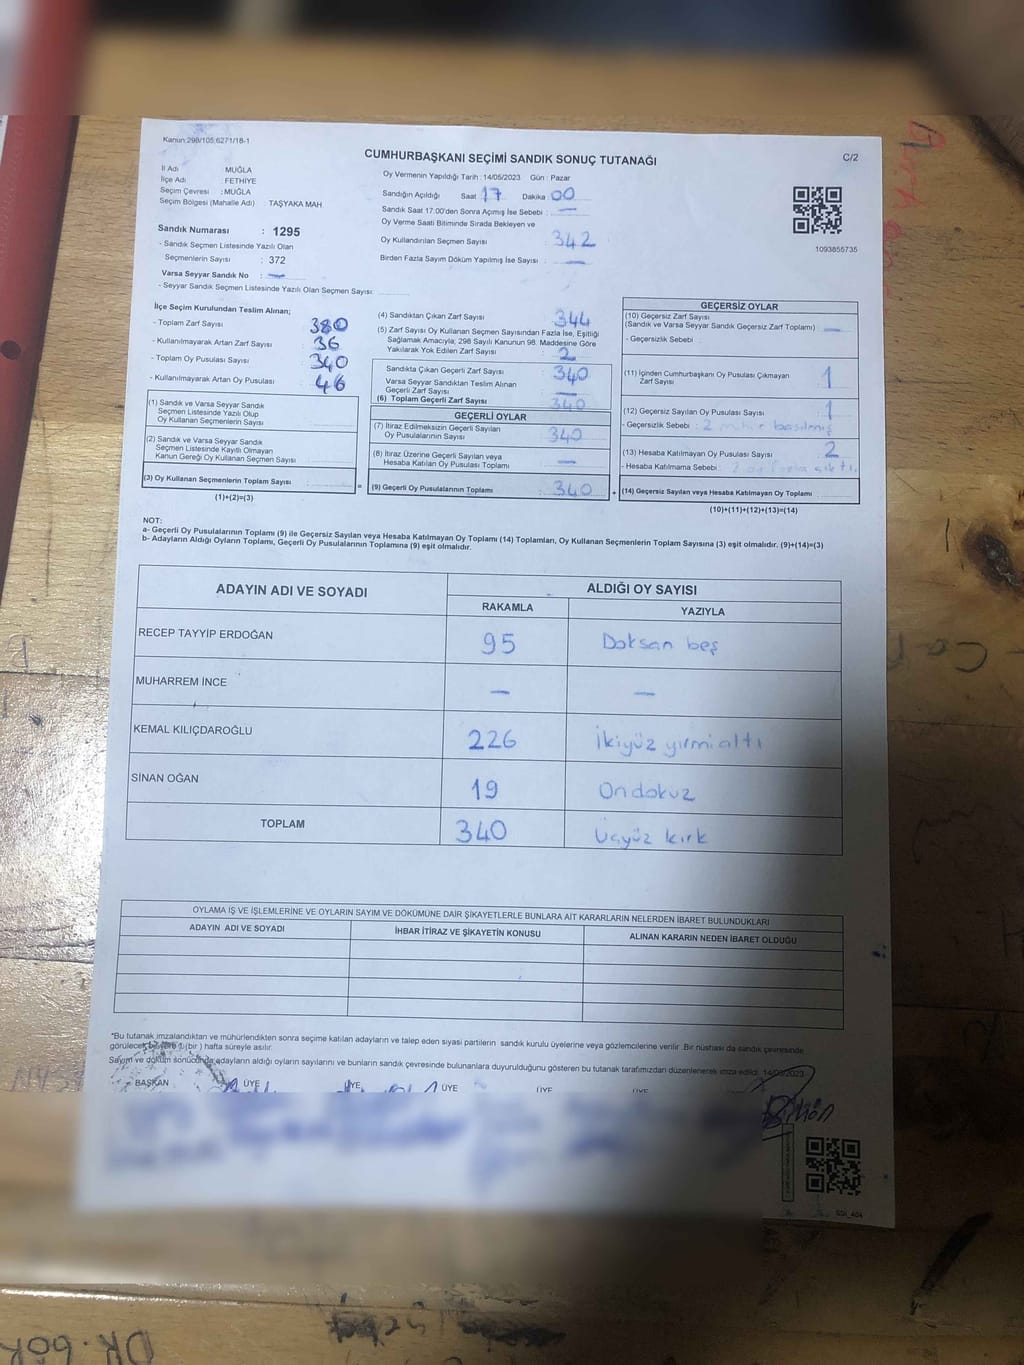 Kanun:298/105,6271/18-1
CUMHURBAŞKANI SEÇİMİ SANDIK SONUÇ TUTANAĞI
C/2
İl Adı MUĞLA
İlçe Adı FETHİYE
Seçim Çevresi :MUĞLA
Seçim Bölgesi (Mahalle Adı) TAŞYAKA MAH
Oy Vermenin Yapıldığı Tarih :14/05/2023 Gün : Pazar
Sandığın Açıldığı Saat 17 Dakika 00
Sandık Saat 17:00'den Sonra Açmış İse Sebebi : —
Oy Verme Saati Bitiminde Sırada Bekleyen ve
Oy Kullandırılan Seçmen Sayısı : 342
Birden Fazla Sayım Döküm Yapılmış İse Sayısı : —
1093855735
Sandık Numarası : 1295
- Sandık Seçmen Listesinde Yazılı Olan
Seçmenlerin Sayısı : 372
Varsa Seyyar Sandık No : —
- Seyyar Sandık Seçmen Listesinde Yazılı Olan Seçmen Sayısı:
İlçe Seçim Kurulundan Teslim Alınan;
- Toplam Zarf Sayısı 380
- Kullanılmayarak Artan Zarf Sayısı 36
- Toplam Oy Pusulası Sayısı 340
- Kullanılmayarak Artan Oy Pusulası : 46
(1) Sandık ve Varsa Seyyar Sandık
Seçmen Listesinde Yazılı Olup
Oy Kullanan Seçmenlerin Sayısı :
(2) Sandık ve Varsa Seyyar Sandık
Seçmen Listesinde Kayıtlı Olmayan
Kanun Gereği Oy Kullanan Seçmen Sayısı :
(3) Oy Kullanan Seçmenlerin Toplam Sayısı :
(1)+(2)=(3)
=
(4) Sandıktan Çıkan Zarf Sayısı : 344
(5) Zarf Sayısı Oy Kullanan Seçmen Sayısından Fazla İse, Eşitliği
Sağlamak Amacıyla; 298 Sayılı Kanunun 98. Maddesine Göre
Yakılarak Yok Edilen Zarf Sayısı : 2
Sandıkta Çıkan Geçerli Zarf Sayısı : 340
Varsa Seyyar Sandıktan Teslim Alınan
Geçerli Zarf Sayısı : —
(6) Toplam Geçerli Zarf Sayısı : 340
GEÇERLİ OYLAR
(7) İtiraz Edilmeksizin Geçerli Sayılan
Oy Pusulalarının Sayısı : 340
(8) İtiraz Üzerine Geçerli Sayılan veya
Hesaba Katılan Oy Pusulası Toplamı : —
(9) Geçerli Oy Pusulalarının Toplamı : 340
+
GEÇERSİZ OYLAR
(10) Geçersiz Zarf Sayısı
(Sandık ve Varsa Seyyar Sandık Geçersiz Zarf Toplamı) : —
- Geçersizlik Sebebi :
(11) İçinden Cumhurbaşkanı Oy Pusulası Çıkmayan
Zarf Sayısı : 1
(12) Geçersiz Sayılan Oy Pusulası Sayısı : 1
- Geçersizlik Sebebi : 2 mühür basılmış
(13) Hesaba Katılmayan Oy Pusulası Sayısı : 2
- Hesaba Katılmama Sebebi : 2 fazla çıktı.
(14) Geçersiz Sayılan veya Hesaba Katılmayan Oy Toplamı :
(10)+(11)+(12)+(13)=(14)
NOT:
a- Geçerli Oy Pusulalarının Toplamı (9) ile Geçersiz Sayılan veya Hesaba Katılmayan Oy Toplamı (14) Toplamları, Oy Kullanan Seçmenlerin Toplam Sayısına (3) eşit olmalıdır. (9)+(14)=(3)
b- Adayların Aldığı Oyların Toplamı, Geçerli Oy Pusulalarının Toplamına (9) eşit olmalıdır.
ADAYIN ADI VE SOYADI ALDIĞI OY SAYISI
RAKAMLA YAZIYLA
RECEP TAYYİP ERDOĞAN 95 Doksan beş
MUHARREM İNCE — —
KEMAL KILIÇDAROĞLU 226 İkiyüz yirmialtı
SİNAN OĞAN 19 Ondokuz
TOPLAM 340 Üçyüz kırk
OYLAMA İŞ VE İŞLEMLERİNE VE OYLARIN SAYIM VE DÖKÜMÜNE DAİR ŞİKAYETLERLE BUNLARA AİT KARARLARIN NELERDEN İBARET BULUNDUKLARI
ADAYIN ADI VE SOYADI İHBAR İTİRAZ VE ŞİKAYETİN KONUSU ALINAN KARARIN NEDEN İBARET OLDUĞU
*Bu tutanak imzalandıktan ve mühürlendikten sonra seçime katılan adayların ve talep eden siyasi partilerin sandık kurulu üyelerine veya gözlemcilerine verilir. Bir nüshası da sandık çevresinde
görülecek bir yere 1 (bir ) hafta süreyle asılır.
Sayım ve döküm sonucunda adayların aldığı oyların sayılarını ve bunların sandık çevresinde bulunanlara duyurulduğunu gösteren bu tutanak tarafımızdan düzenlenerek imza edildi. 14/05/2023
BAŞKAN ÜYE ÜYE ÜYE ÜYE ÜYE